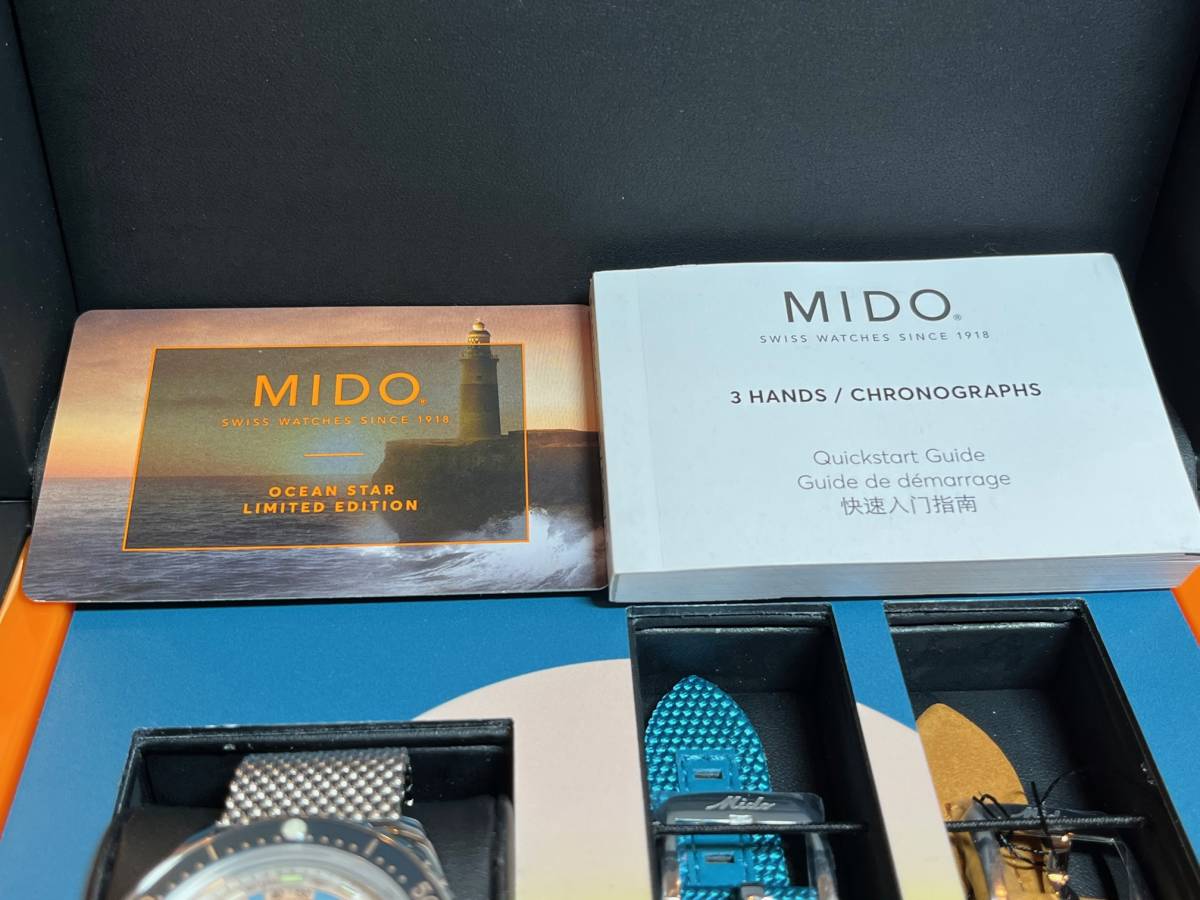 MIDO®
SWISS WATCHES SINCE 1918
OCEAN STAR
LIMITED EDITION
MIDO®
SWISS WATCHES SINCE 1918
3 HANDS / CHRONOGRAPHS
Quickstart Guide
Guide de démarrage
快速入门指南
Mido
Mido